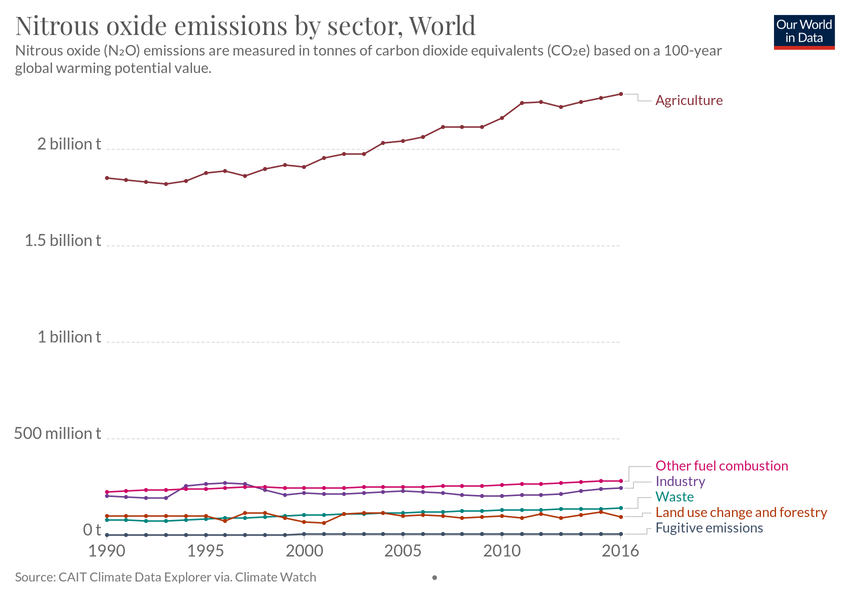 Nitrous oxide emissions by sector, World
Our World
in Data
Nitrous oxide (N₂O) emissions are measured in tonnes of carbon dioxide equivalents (CO₂e) based on a 100-year
global warming potential value.
Agriculture
2 billion t
1.5 billion t
1 billion t
500 million t
Other fuel combustion
Industry
Waste
Land use change and forestry
Fugitive emissions
0 t
1990 1995 2000 2005 2010 2016
Source: CAIT Climate Data Explorer via. Climate Watch •